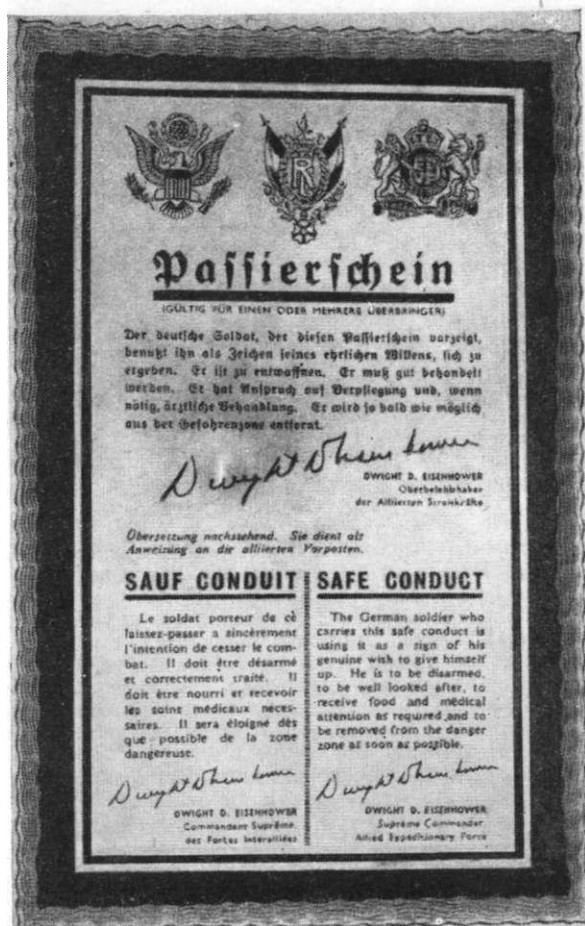 Passierschein
(GÜLTIG FÜR EINEN ODER MEHRERE ÜBERBRINGER)
Der deutsche Soldat, der diesen Passierschein vorzeigt,
benutzt ihn als Zeichen seines ehrlichen Willens, sich zu
ergeben. Er ist zu entwaffnen. Er muß gut behandelt
werden. Er hat Anspruch auf Verpflegung und, wenn
nötig, ärztliche Behandlung. Er wird so bald wie möglich
aus der Gefahrenzone entfernt.
Dwight D Eisenhower
DWIGHT D. EISENHOWER
Oberbefehlshaber
der Alliierten Streitkräfte
Übersetzung nachstehend. Sie dient als
Anweisung an die alliierten Vorposten.
SAUF CONDUIT
Le soldat porteur de ce
laissez-passer a sincèrement
l'intention de cesser le com-
bat. Il doit être désarmé
et correctement traité. Il
doit être nourri et recevoir
les soins médicaux néces-
saires. Il sera éloigné dès
que possible de la zone
dangereuse.
Dwight D Eisenhower
DWIGHT D. EISENHOWER
Commandant Suprême,
des Forces Interalliées
SAFE CONDUCT
The German soldier who
carries this safe conduct is
using it as a sign of his
genuine wish to give himself
up. He is to be disarmed,
to be well looked after, to
receive food and medical
attention as required and to
be removed from the danger
zone as soon as possible.
Dwight D Eisenhower
DWIGHT D. EISENHOWER
Supreme Commander,
Allied Expeditionary Force